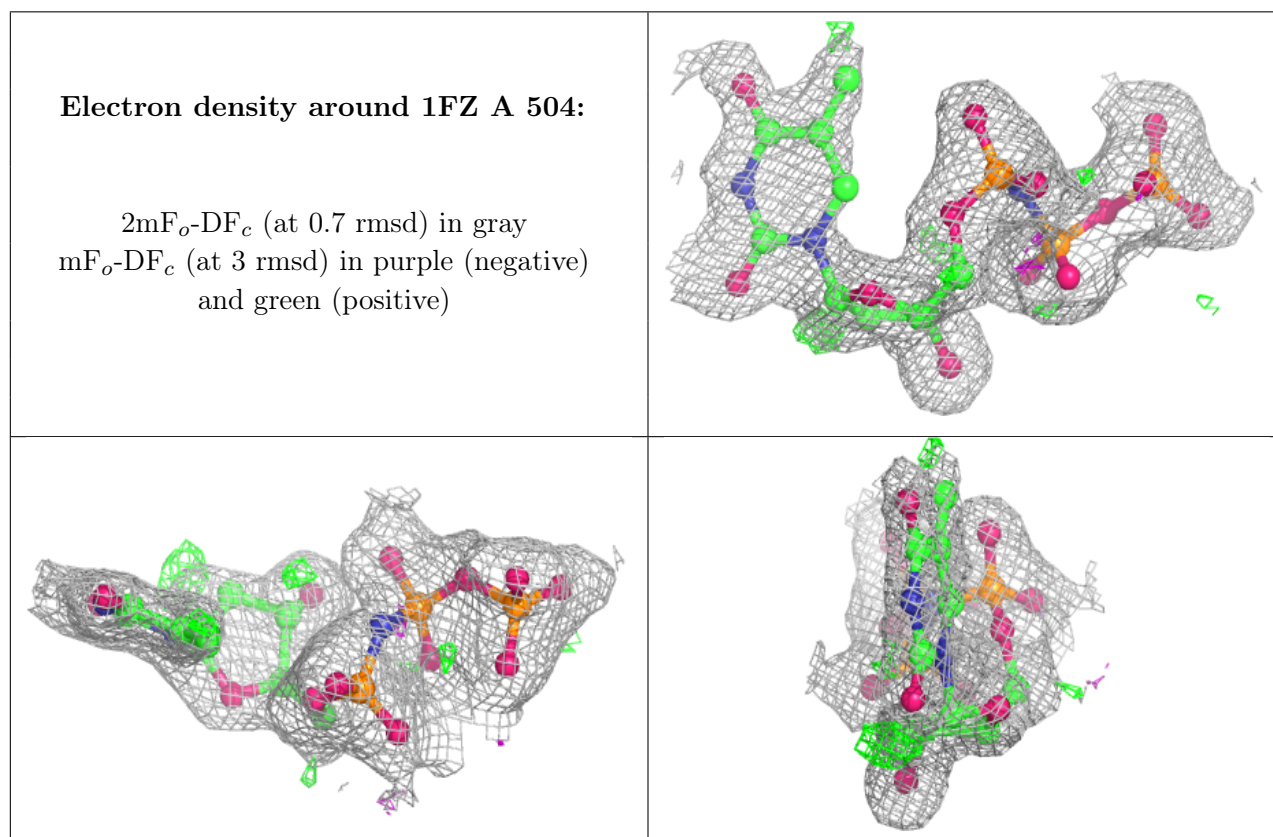 Electron density around 1FZ A 504:
2mFo-DFc (at 0.7 rmsd) in gray
mFo-DFc (at 3 rmsd) in purple (negative)
and green (positive)